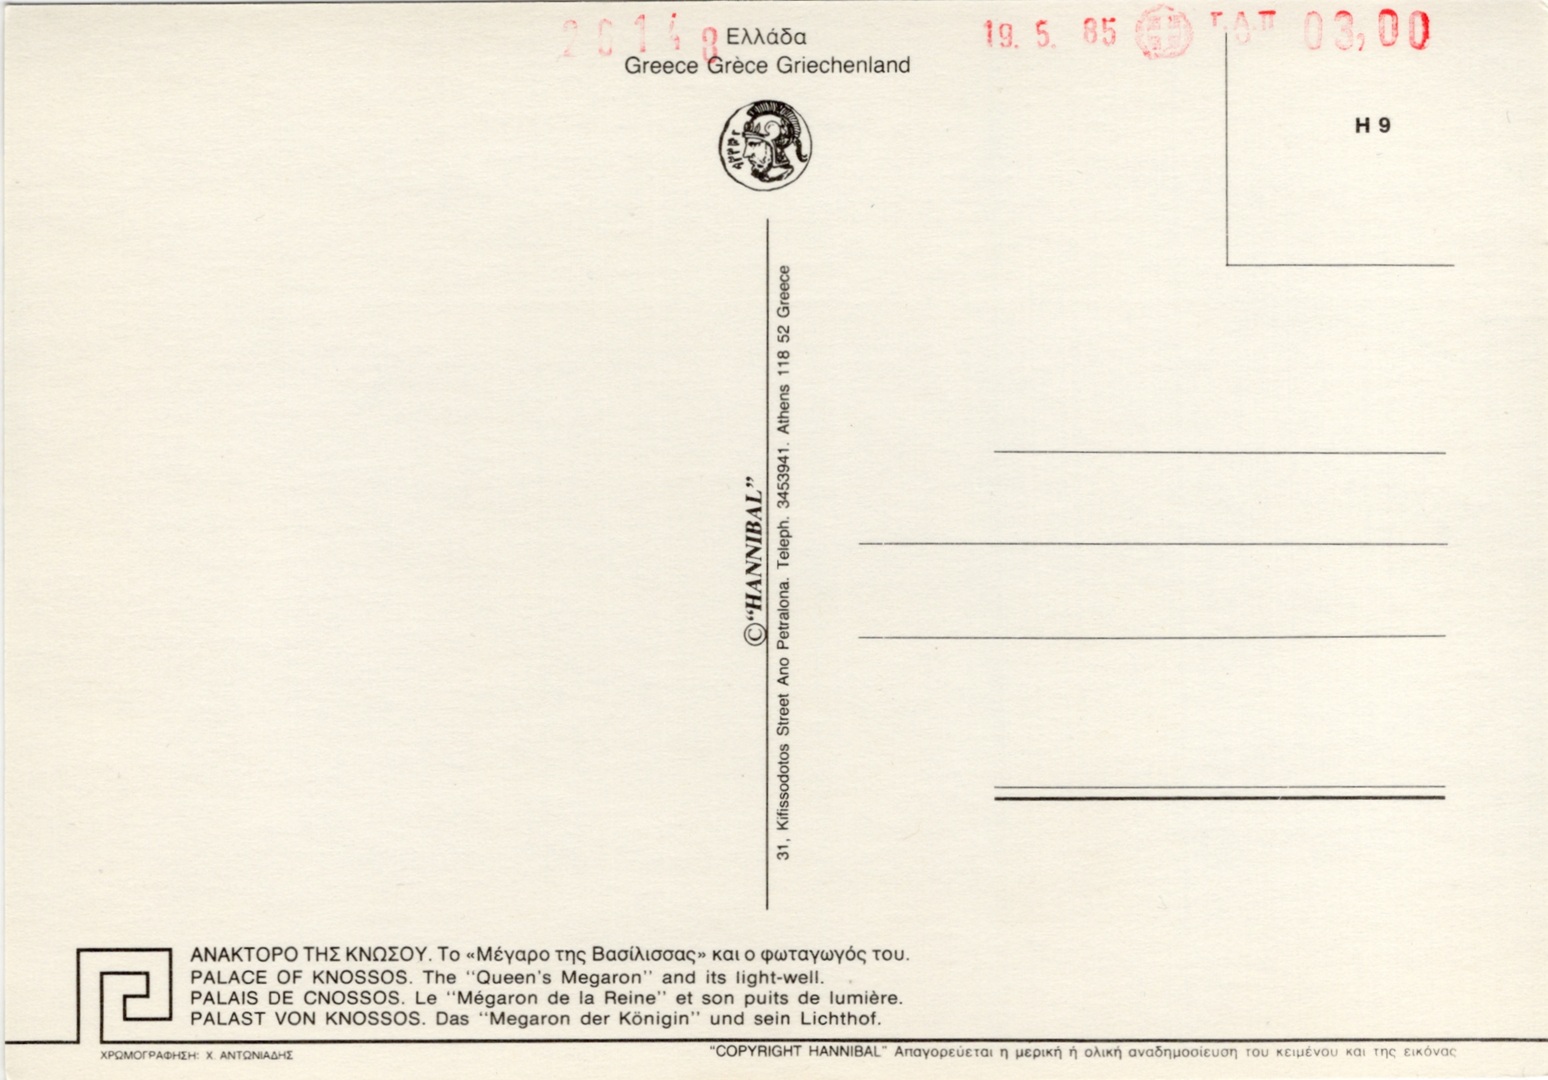 26148
19. 5. 85 Τ.Δ.Π 03,00
Ελλάδα
Greece Grèce Griechenland
H 9
©"HANNIBAL"
31, Kifissodotos Street Ano Petralona. Teleph. 3453941. Athens 118 52 Greece
ΑΝΑΚΤΟΡΟ ΤΗΣ ΚΝΩΣΟΥ. Το «Μέγαρο της Βασίλισσας» και ο φωταγωγός του.
PALACE OF KNOSSOS. The "Queen's Megaron" and its light-well.
PALAIS DE CNOSSOS. Le "Mégaron de la Reine" et son puits de lumière.
PALAST VON KNOSSOS. Das "Megaron der Königin" und sein Lichthof.
ΧΡΩΜΟΓΡΑΦΗΣΗ: Χ. ΑΝΤΩΝΙΑΔΗΣ
"COPYRIGHT HANNIBAL" Απαγορεύεται η μερική ή ολική αναδημοσίευση του κειμένου και της εικόνας